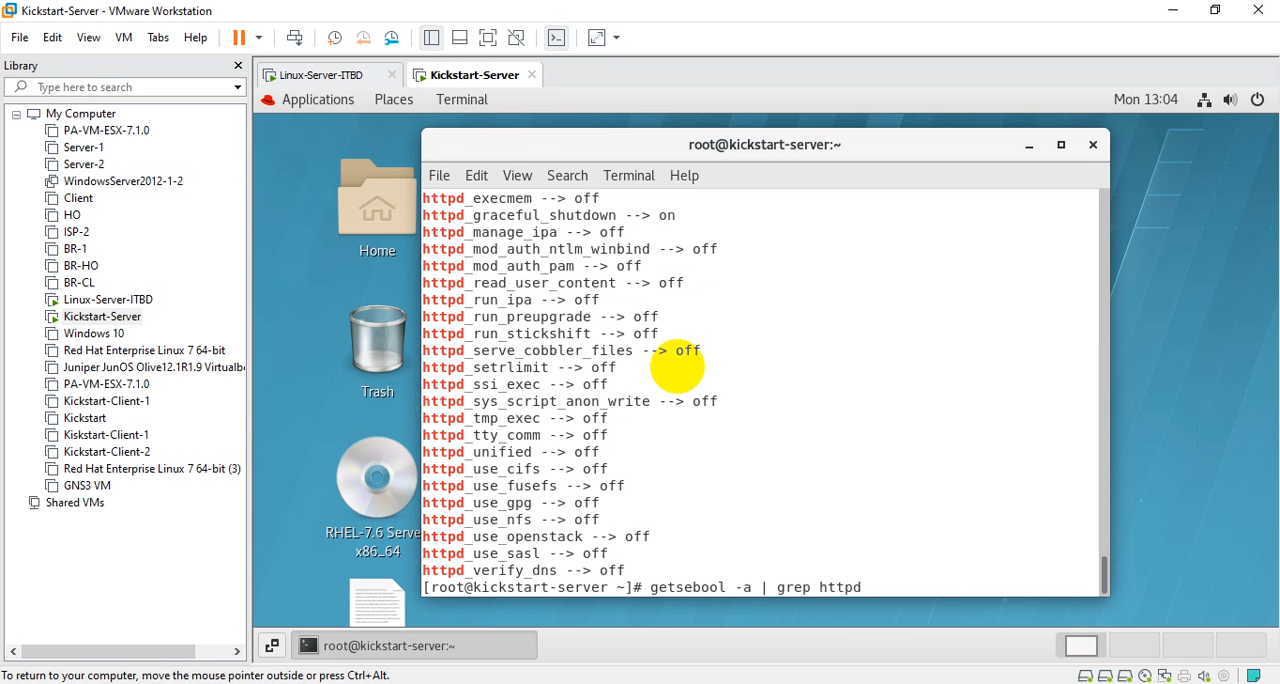 Kickstart-Server - VMware Workstation
File Edit View VM Tabs Help
Library
Type here to search
My Computer
PA-VM-ESX-7.1.0
Server-1
Server-2
WindowsServer2012-1-2
Client
HO
ISP-2
BR-1
BR-HO
BR-CL
Linux-Server-ITBD
Kickstart-Server
Windows 10
Red Hat Enterprise Linux 7 64-bit
Juniper JunOS Olive12.1R1.9 Virtualb
PA-VM-ESX-7.1.0
Kickstart-Client-1
Kickstart
Kiskstart-Client-1
Kickstart-Client-2
Red Hat Enterprise Linux 7 64-bit (3)
GNS3 VM
Shared VMs
Linux-Server-ITBD Kickstart-Server
Applications Places Terminal Mon 13:04
Home
Trash
RHEL-7.6 Serve
x86_64
root@kickstart-server:~
File Edit View Search Terminal Help
httpd_execmem --> off
httpd_graceful_shutdown --> on
httpd_manage_ipa --> off
httpd_mod_auth_ntlm_winbind --> off
httpd_mod_auth_pam --> off
httpd_read_user_content --> off
httpd_run_ipa --> off
httpd_run_preupgrade --> off
httpd_run_stickshift --> off
httpd_serve_cobbler_files --> off
httpd_setrlimit --> off
httpd_ssi_exec --> off
httpd_sys_script_anon_write --> off
httpd_tmp_exec --> off
httpd_tty_comm --> off
httpd_unified --> off
httpd_use_cifs --> off
httpd_use_fusefs --> off
httpd_use_gpg --> off
httpd_use_nfs --> off
httpd_use_openstack --> off
httpd_use_sasl --> off
httpd_verify_dns --> off
[root@kickstart-server ~]# getsebool -a | grep httpd
root@kickstart-server:~
To return to your computer, move the mouse pointer outside or press Ctrl+Alt.